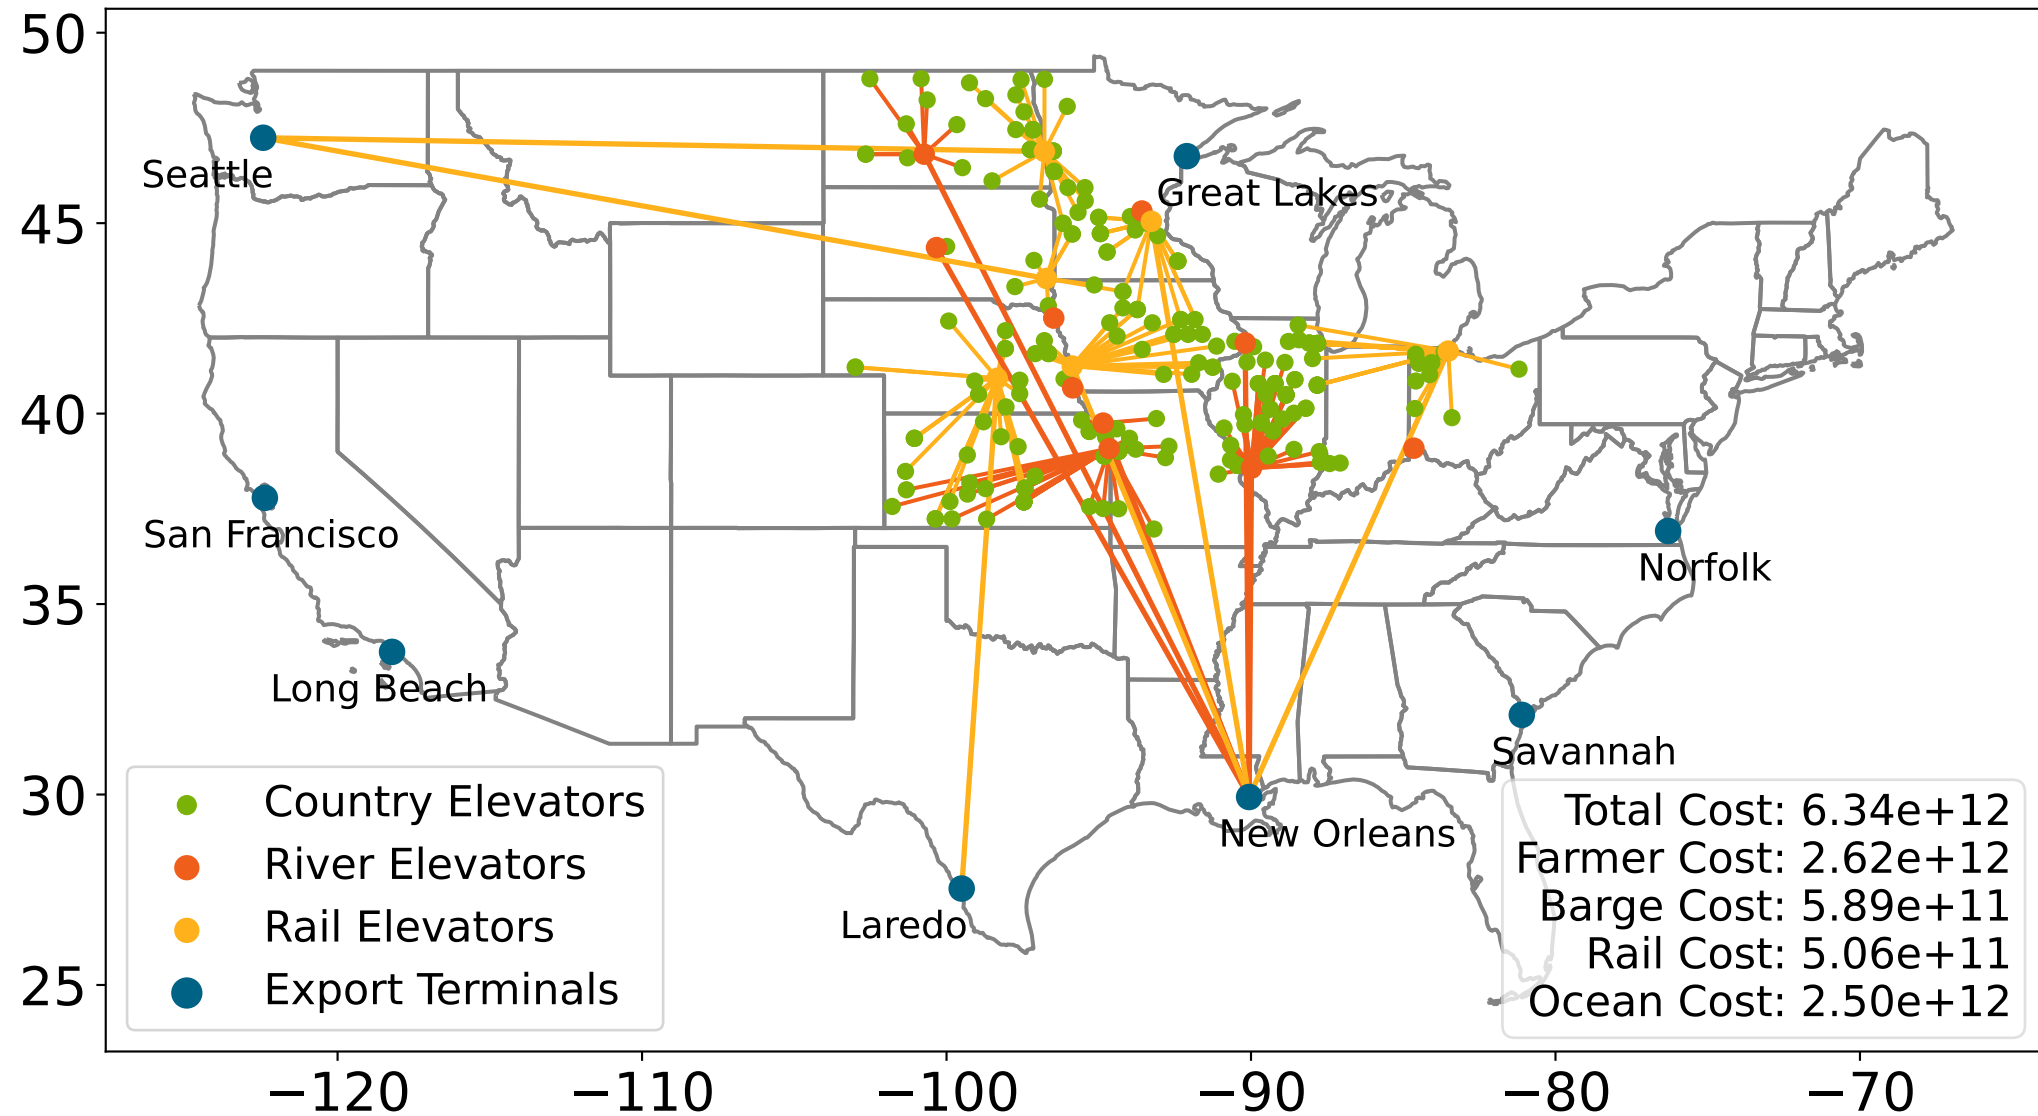 50
45
40
35
30
25
−120
−110
−100
−90
−80
−70
Seattle
Great Lakes
San Francisco
Norfolk
Long Beach
Savannah
New Orleans
Laredo
Country Elevators
River Elevators
Rail Elevators
Export Terminals
Total Cost: 6.34e+12
Farmer Cost: 2.62e+12
Barge Cost: 5.89e+11
Rail Cost: 5.06e+11
Ocean Cost: 2.50e+12